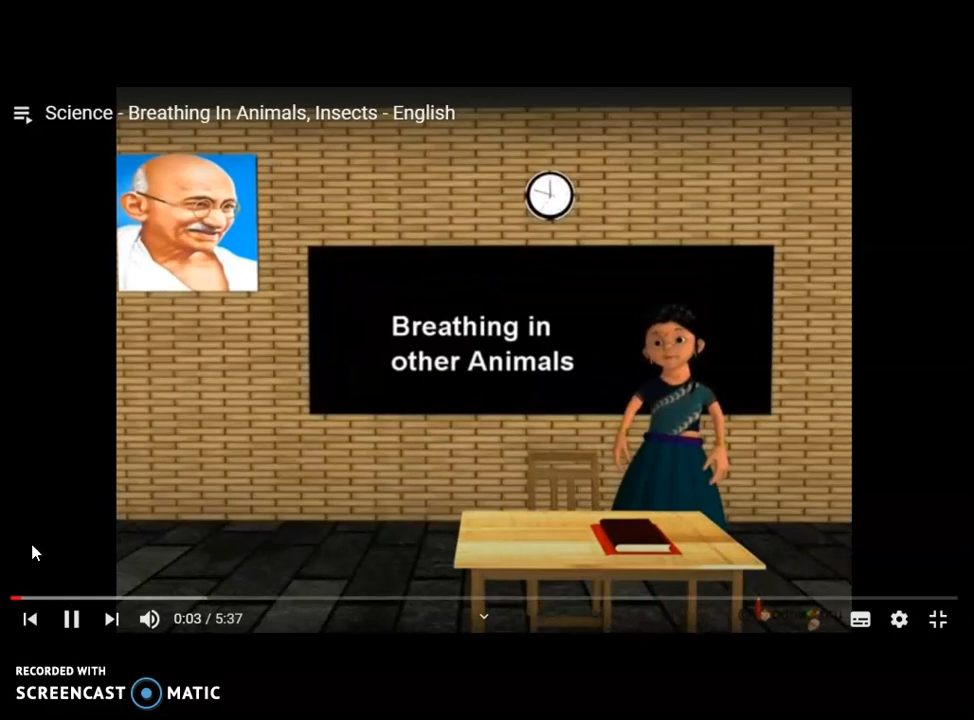 Science - Breathing In Animals, Insects - English
Breathing in
other Animals
0:03 / 5:37
RECORDED WITH
SCREENCAST MATIC